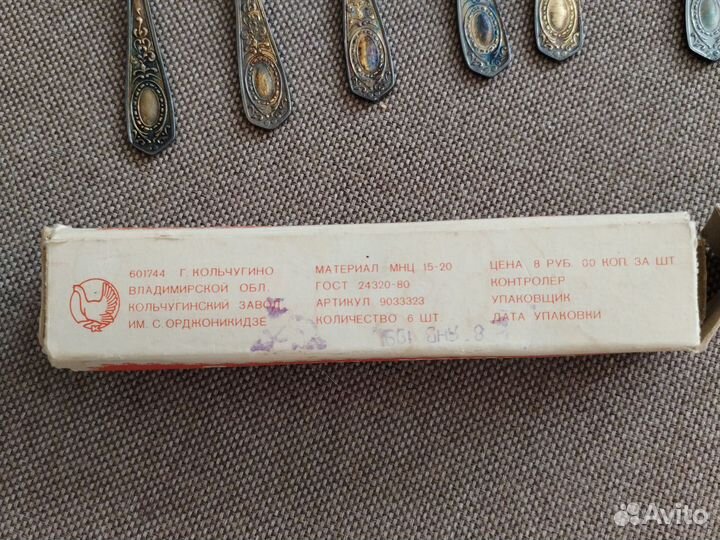 601744 Г. КОЛЬЧУГИНО
ВЛАДИМИРСКОЙ ОБЛ.
КОЛЬЧУГИНСКИЙ ЗАВОД
ИМ. С. ОРДЖОНИКИДЗЕ
МАТЕРИАЛ МНЦ 15-20
ГОСТ 24320-80
АРТИКУЛ 9033323
КОЛИЧЕСТВО 6 ШТ.
ЦЕНА 8 РУБ. 00 КОП. ЗА ШТ
КОНТРОЛЁР
УПАКОВЩИК
ДАТА УПАКОВКИ
Avito